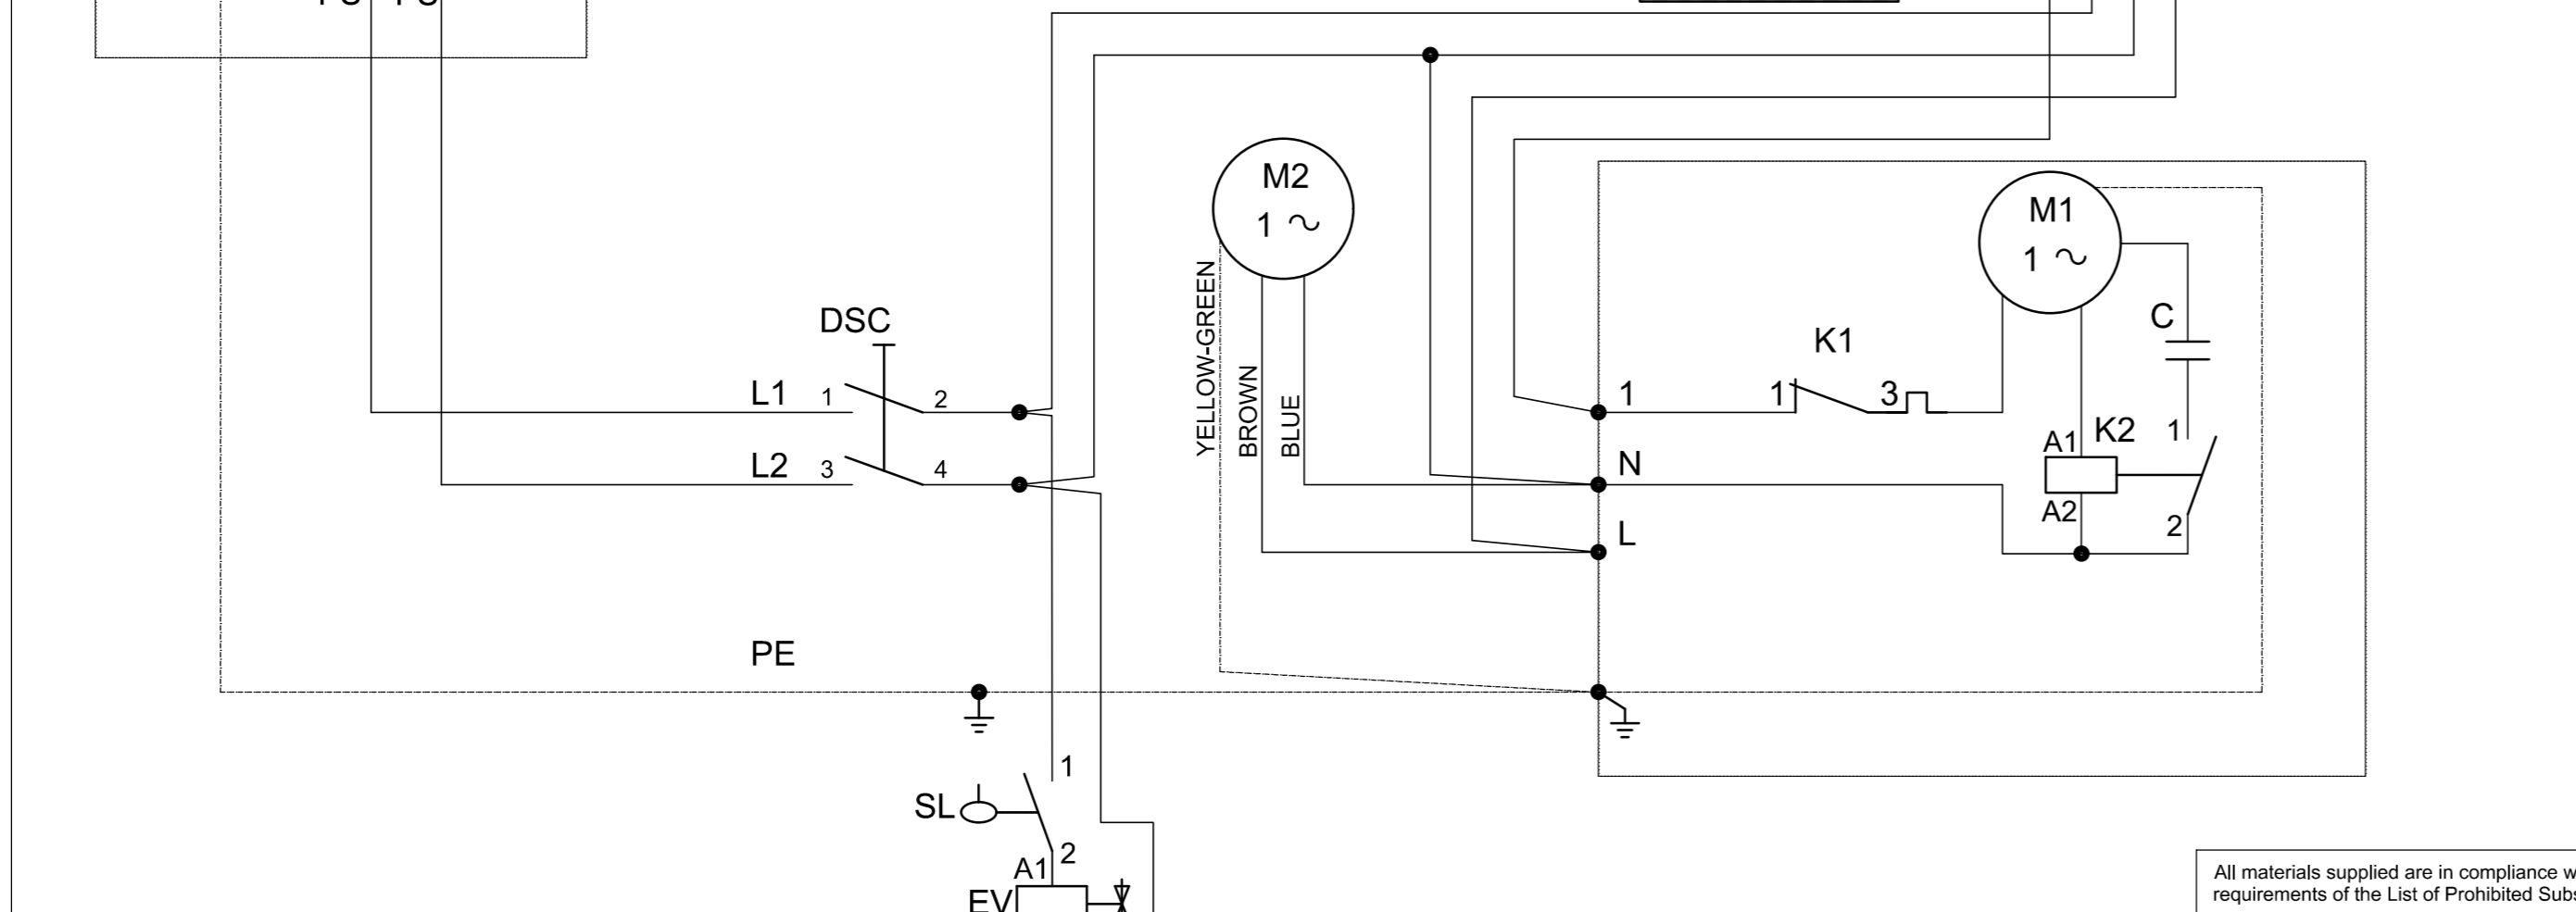 M2
1 ~
M1
1 ~
YELLOW-GREEN
BROWN
BLUE
DSC
C
K1
L1 1 2
1 1 3
A1 K2 1
L2 3 4
N
A2
2
L
PE
1
SL
2
A1
EV
All materials supplied are in compliance w
requirements of the List of Prohibited Subs